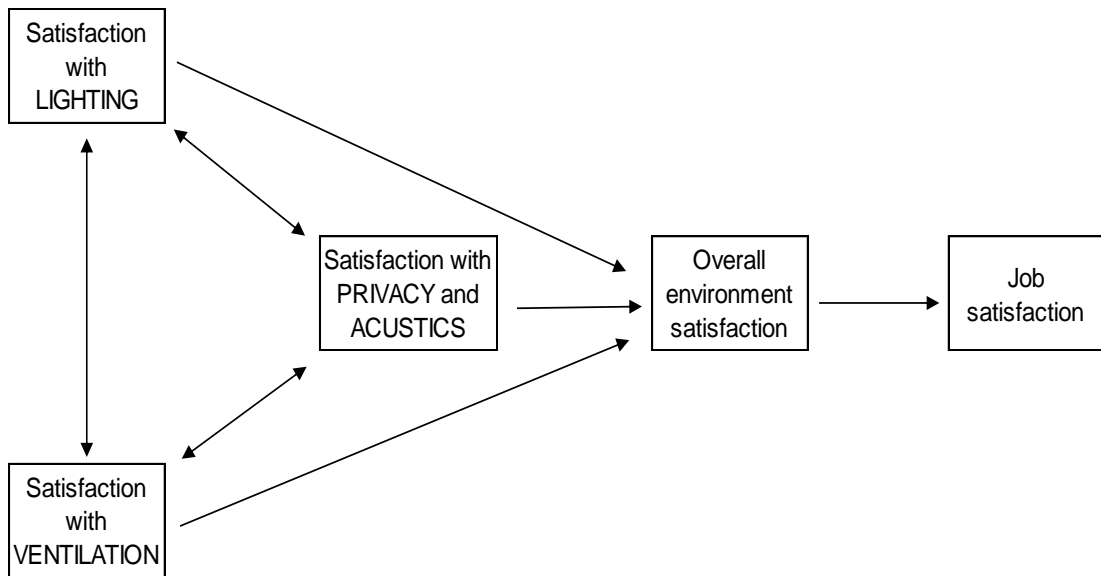 Satisfaction
with
LIGHTING
Satisfaction with
PRIVACY and
ACUSTICS
Overall
environment
satisfaction
Job
satisfaction
Satisfaction
with
VENTILATION